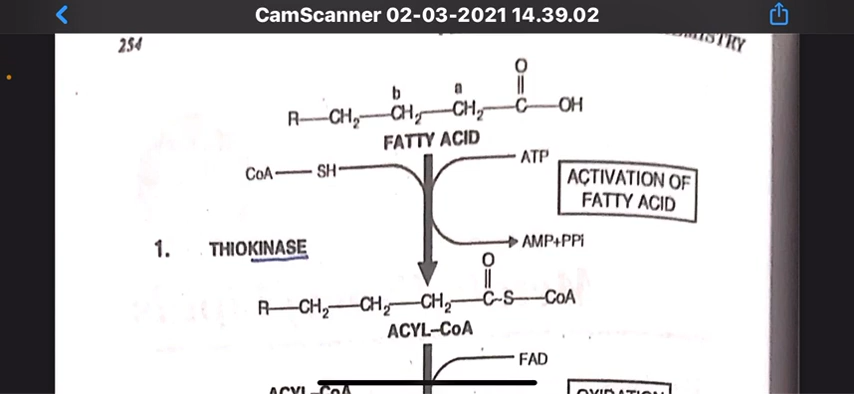 CamScanner 02-03-2021 14.39.02
254
O
b a
R—CH2—CH2—CH2—C—OH
FATTY ACID
CoA—SH
ATP
ACTIVATION OF
FATTY ACID
1. THIOKINASE
AMP+PPi
O
R—CH2—CH2—CH2—C~S—CoA
ACYL–CoA
FAD